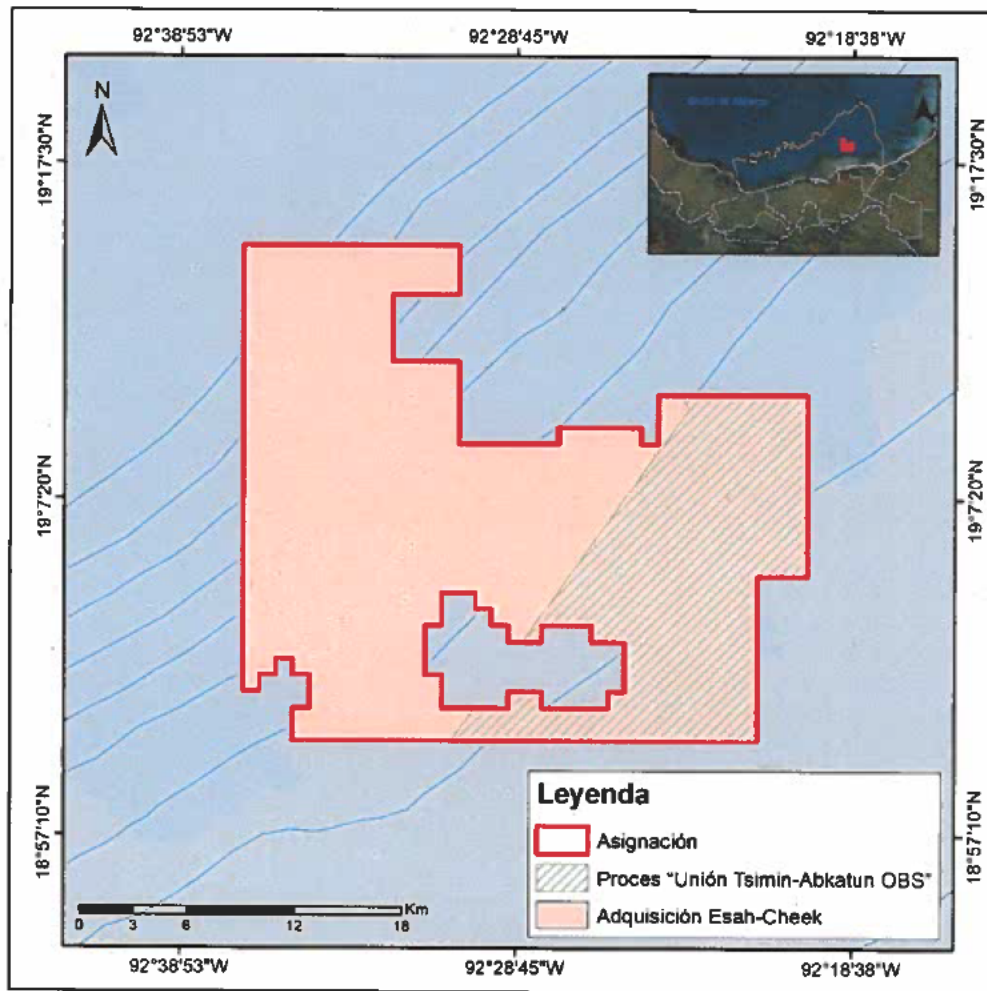 92°38'53"W 92°28'45"W 92°18'38"W
N
19°17'30"N
19°17'30"N
19°7'20"N
19°7'20"N
18°57'10"N
18°57'10"N
Leyenda
Asignación
Proces "Unión Tsimin-Abkatun OBS"
Adquisición Esah-Cheek
Km
0 3 6 12 18
92°38'53"W 92°28'45"W 92°18'38"W